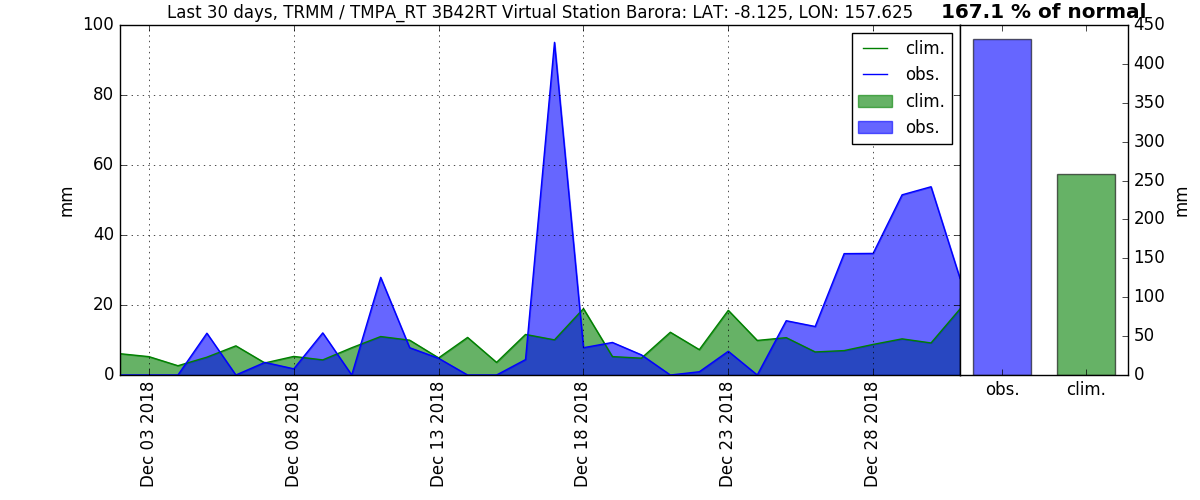 Last 30 days, TRMM / TMPA_RT 3B42RT Virtual Station Barora: LAT: -8.125, LON: 157.625
167.1 % of normal
100
80
60
40
20
0
mm
clim.
obs.
clim.
obs.
450
400
350
300
250
200
150
100
50
0
mm
Dec 03 2018
Dec 08 2018
Dec 13 2018
Dec 18 2018
Dec 23 2018
Dec 28 2018
obs.
clim.